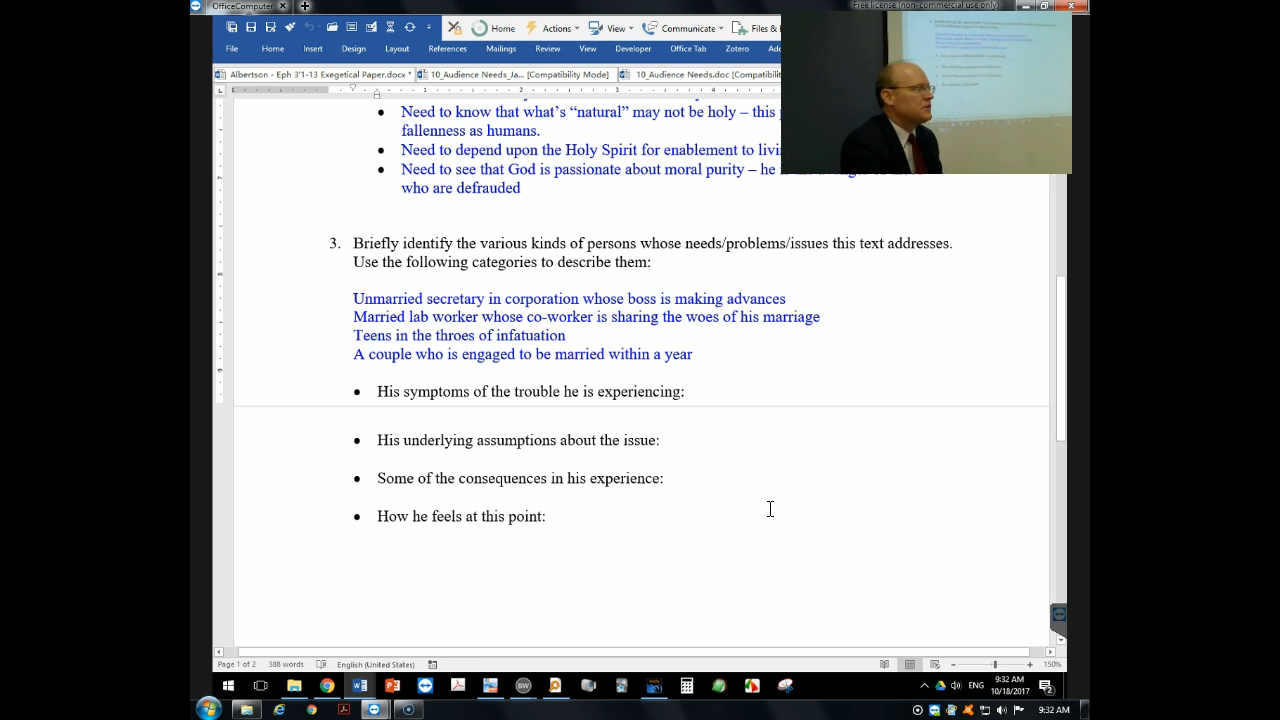 OfficeComputer
Free license (non-commercial use only)
Home Actions View Communicate Files &
File Home Insert Design Layout References Mailings Review View Developer Office Tab Zotero
Albertson - Eph 3'1-13 Exegetical Paper.docx * 10_Audience Needs_Ja... [Compatibility Mode] 10_Audience Needs.doc [Compatib
• Need to know that what's “natural” may not be holy – this
fallenness as humans.
• Need to depend upon the Holy Spirit for enablement to
• Need to see that God is passionate about moral purity – he
who are defrauded
3. Briefly identify the various kinds of persons whose needs/problems/issues this text addresses.
Use the following categories to describe them:
Unmarried secretary in corporation whose boss is making advances
Married lab worker whose co-worker is sharing the woes of his marriage
Teens in the throes of infatuation
A couple who is engaged to be married within a year
• His symptoms of the trouble he is experiencing:
• His underlying assumptions about the issue:
• Some of the consequences in his experience:
• How he feels at this point:
Page 1 of 2 388 words English (United States) 150%
ENG 9:32 AM
10/18/2017
9:32 AM